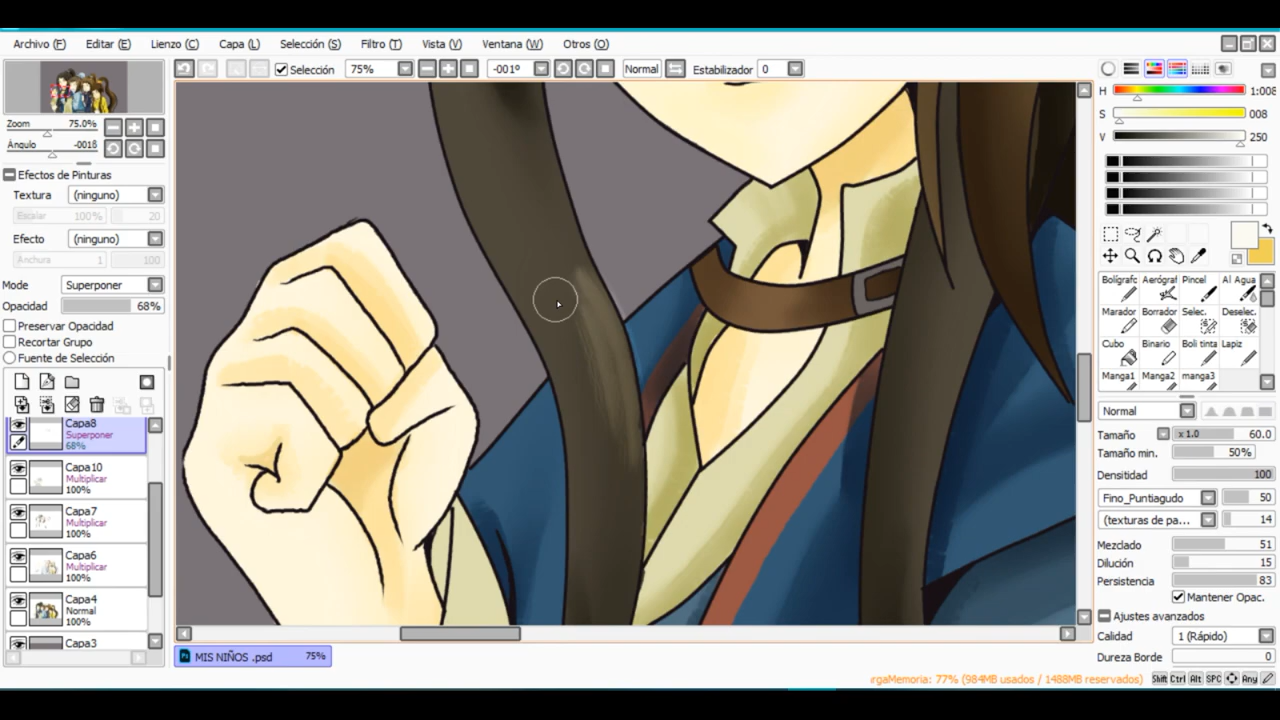 Archivo (F) Editar (E) Lienzo (C) Capa (L) Selección (S) Filtro (T) Vista (V) Ventana (W) Otros (O)
Selección 75% -001º Normal Estabilizador 0
Zoom 75.0%
Ángulo -0018
Efectos de Pinturas
Textura (ninguno)
Escalar 100% 20
Efecto (ninguno)
Anchura 1 100
Modo Superponer
Opacidad 68%
Preservar Opacidad
Recortar Grupo
Fuente de Selección
Capa8
Superponer
68%
Capa10
Multiplicar
100%
Capa7
Multiplicar
100%
Capa6
Multiplicar
100%
Capa4
Normal
100%
Capa3
H 1:008
S 008
V 250
Bolígrafc Aerógraf Pincel Al Agua
Marador Borrador Selec. Deselec.
Cubo Binario Boli tinta Lapiz
Manga1 Manga2 manga3
Normal
Tamaño x 1.0 60.0
Tamaño min. 50%
Densitidad 100
Fino_Puntiagudo 50
(texturas de pa... 14
Mezclado 51
Dilución 15
Persistencia 83
Mantener Opac.
Ajustes avanzados
Calidad 1 (Rápido)
Dureza Borde 0
MIS NIÑOS .psd 75%
rgaMemoria: 77% (984MB usados / 1488MB reservados) Shift Ctrl Alt SPC Any